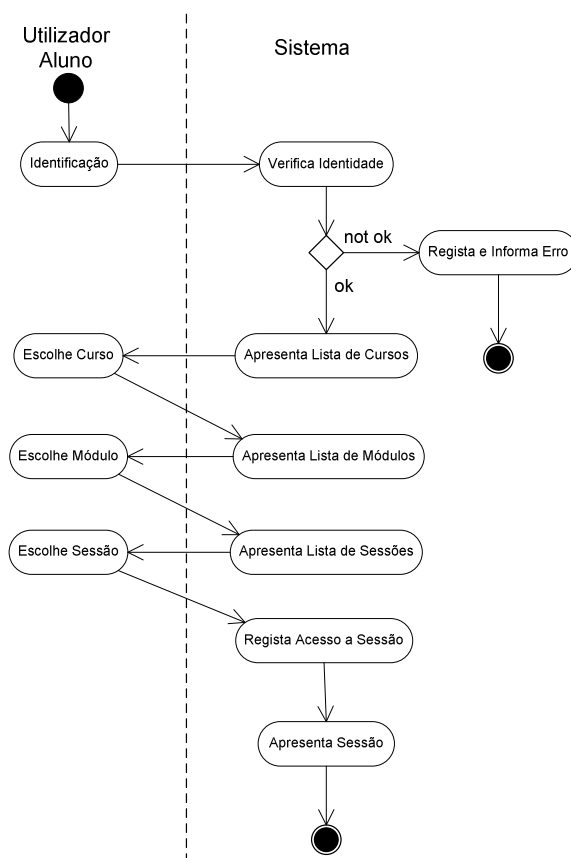 Utilizador
Aluno
Sistema
Identificação
Verifica Identidade
not ok
Regista e Informa Erro
ok
Escolhe Curso
Apresenta Lista de Cursos
Escolhe Módulo
Apresenta Lista de Módulos
Escolhe Sessão
Apresenta Lista de Sessões
Regista Acesso a Sessão
Apresenta Sessão